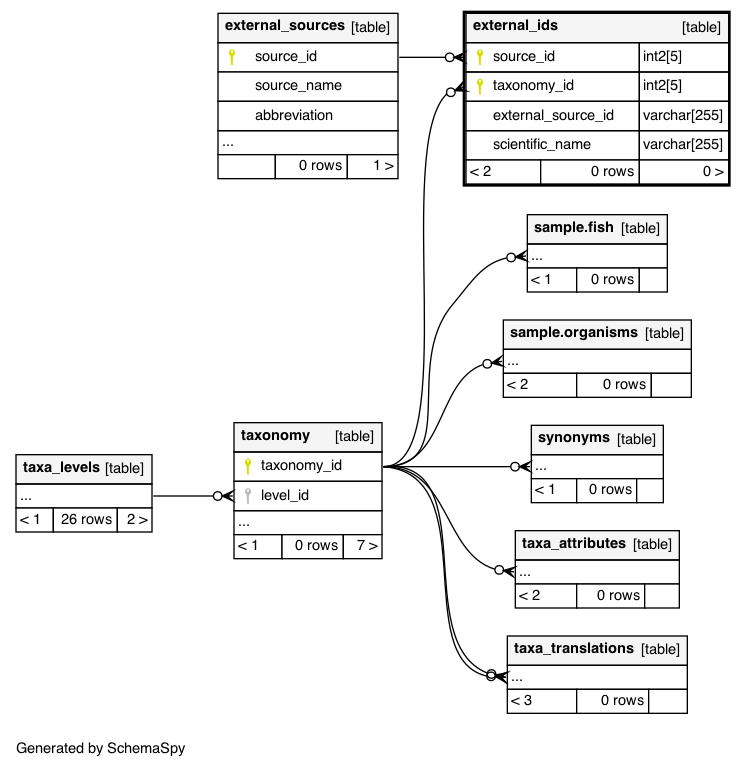 external_sources [table]
source_id
source_name
abbreviation
...
0 rows 1 >
external_ids [table]
source_id int2[5]
taxonomy_id int2[5]
external_source_id varchar[255]
scientific_name varchar[255]
< 2 0 rows 0 >
sample.fish [table]
...
< 1 0 rows
sample.organisms [table]
...
< 2 0 rows
taxonomy [table]
taxonomy_id
level_id
...
< 1 0 rows 7 >
taxa_levels [table]
...
< 1 26 rows 2 >
synonyms [table]
...
< 1 0 rows
taxa_attributes [table]
...
< 2 0 rows
taxa_translations [table]
...
< 3 0 rows
Generated by SchemaSpy